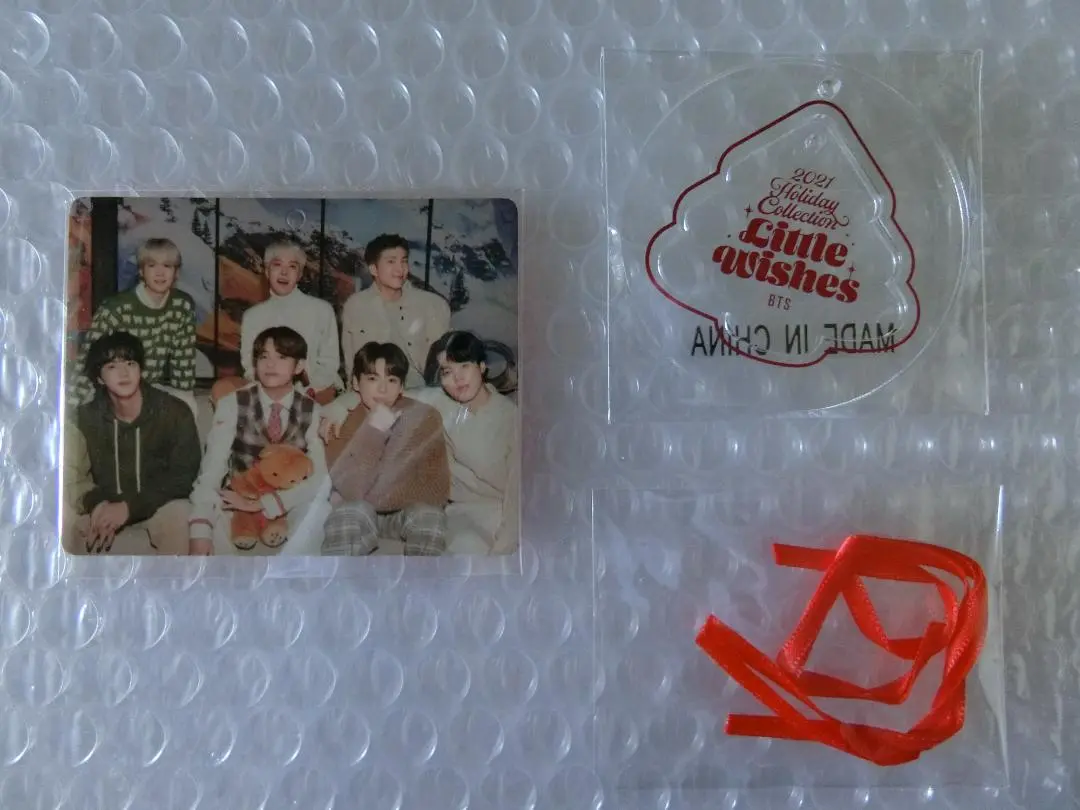 2021
Holiday
Collection
Little
Wishes
BTS
MADE IN CHINA